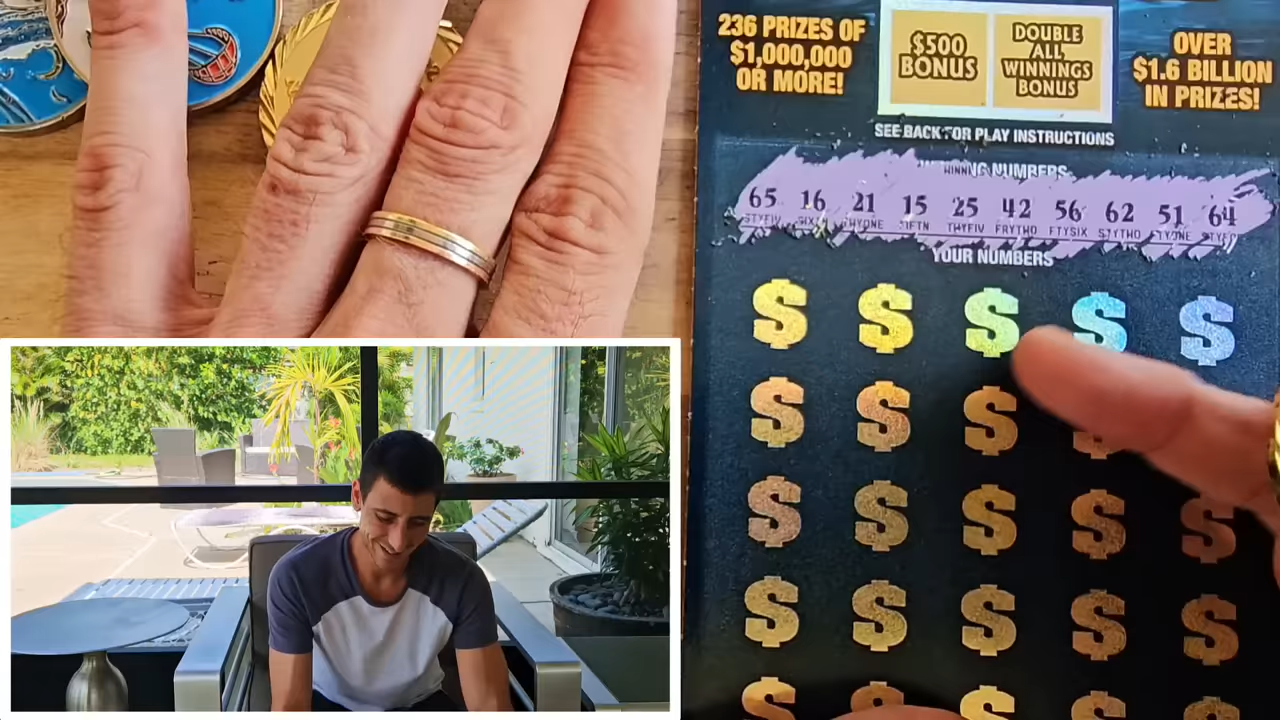 236 PRIZES OF
$1,000,000
OR MORE!
$500
BONUS
DOUBLE
ALL
WINNINGS
BONUS
OVER
$1.6 BILLION
IN PRIZES!
SEE BACK FOR PLAY INSTRUCTIONS
WINNING NUMBERS
65 16 21 15 25 42 56 62 51 64
FRYTWO FTYSIX
YOUR NUMBERS